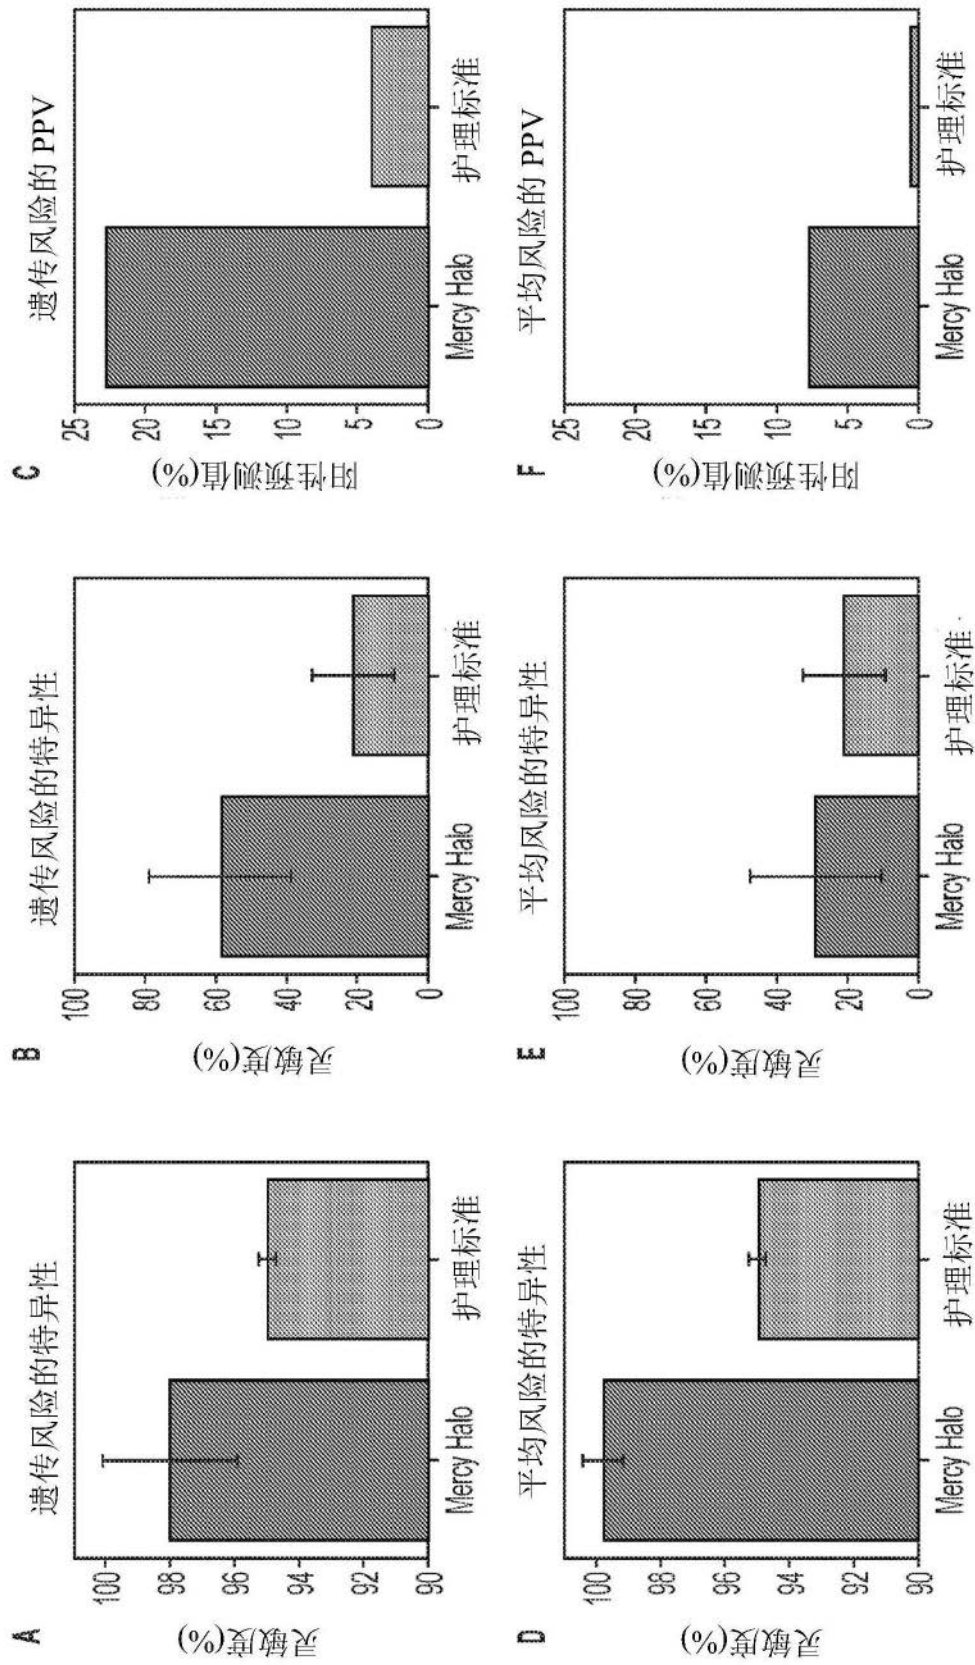 A
遗传风险的特异性
灵敏度(%)
100
98
96
94
92
90
Mercy Halo
护理标准
B
遗传风险的特异性
灵敏度(%)
100
80
60
40
20
0
Mercy Halo
护理标准
C
遗传风险的 PPV
阳性预测值(%)
25
20
15
10
5
0
Mercy Halo
护理标准
D
平均风险的特异性
灵敏度(%)
100
98
96
94
92
90
Mercy Halo
护理标准
E
平均风险的特异性
灵敏度(%)
100
80
60
40
20
0
Mercy Halo
护理标准
F
平均风险的 PPV
阳性预测值(%)
25
20
15
10
5
0
Mercy Halo
护理标准